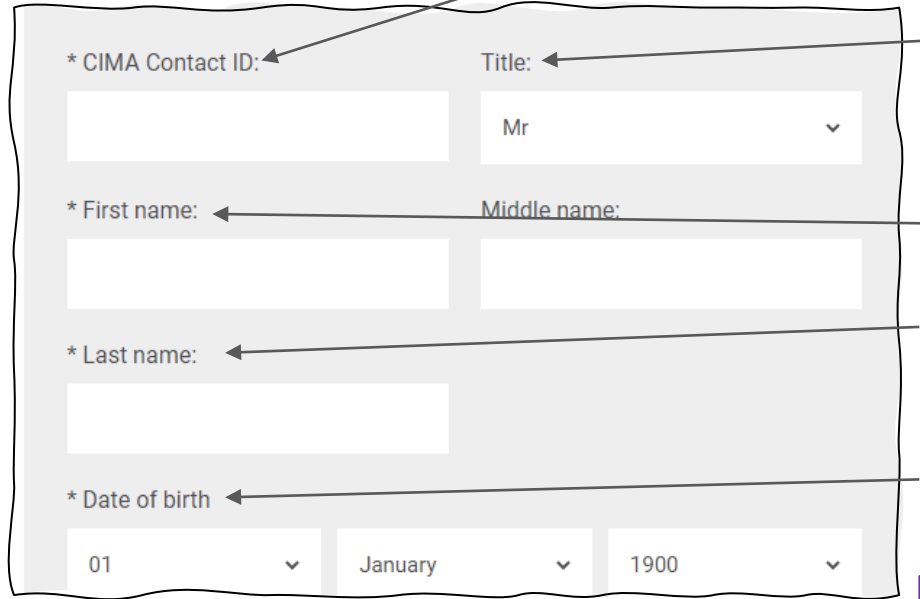 * CIMA Contact ID: Title:
Mr
* First name: Middle name:
* Last name:
* Date of birth
01 January 1900